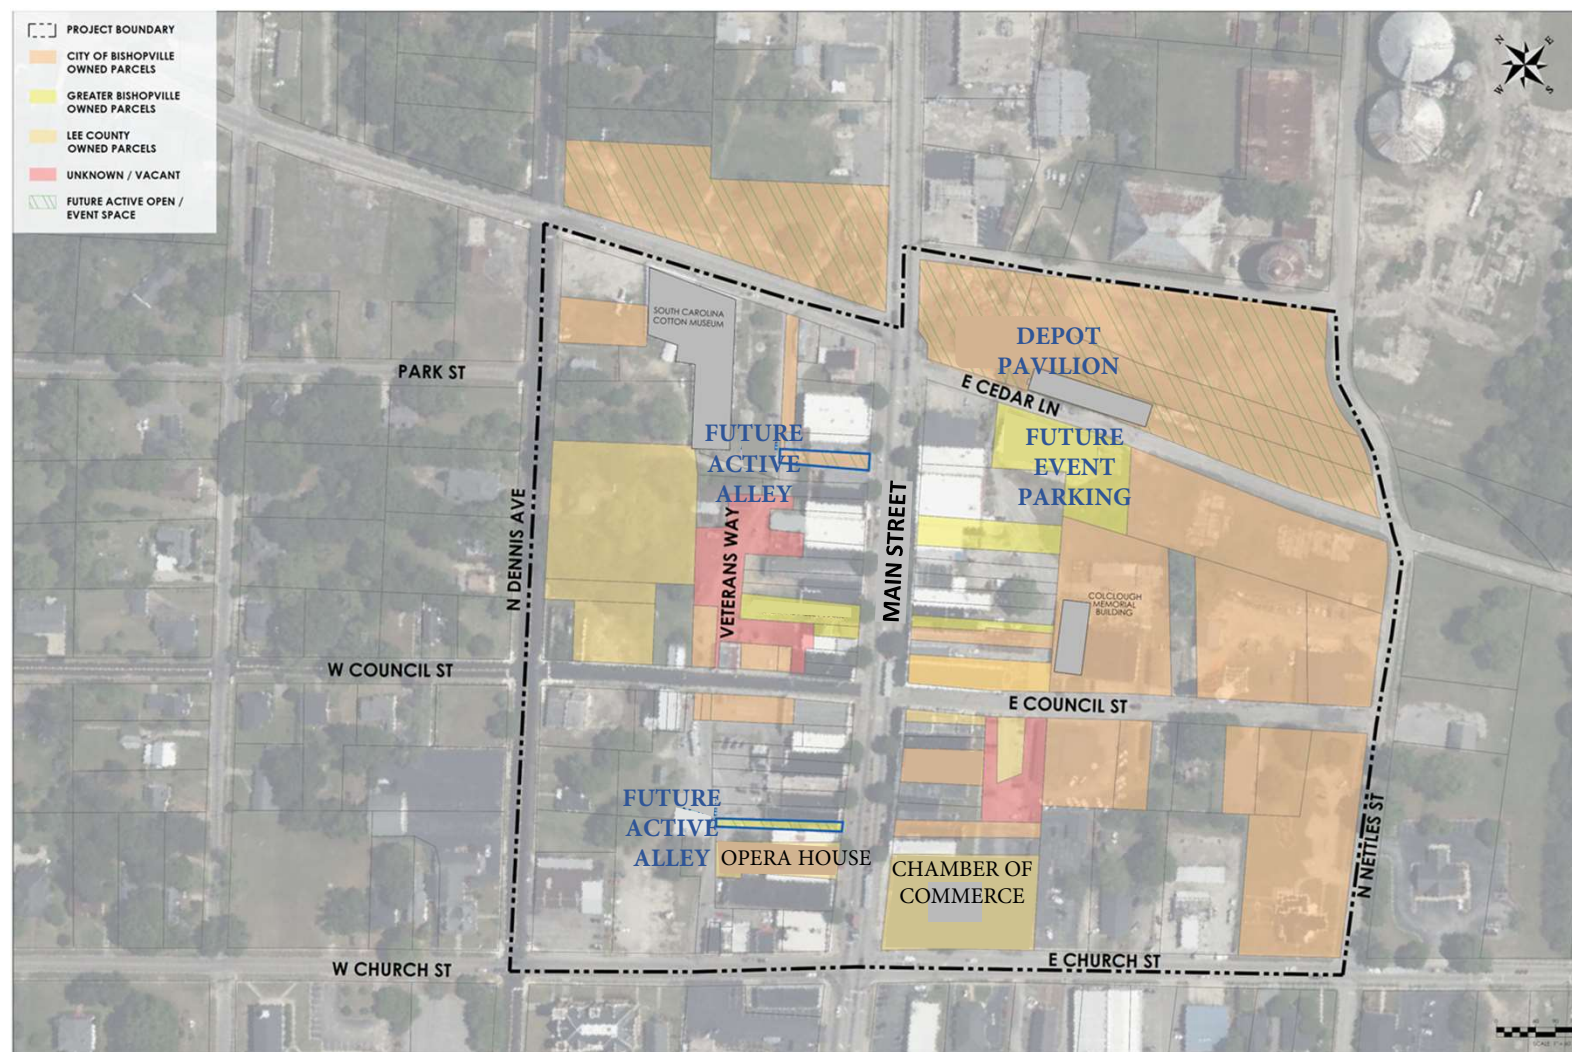 PROJECT BOUNDARY
CITY OF BISHOPVILLE
OWNED PARCELS
GREATER BISHOPVILLE
OWNED PARCELS
LEE COUNTY
OWNED PARCELS
UNKNOWN / VACANT
FUTURE ACTIVE OPEN /
EVENT SPACE
N
E
W
S
SOUTH CAROLINA
COTTON MUSEUM
DEPOT
PAVILION
PARK ST
E CEDAR LN
FUTURE
ACTIVE
ALLEY
FUTURE
EVENT
PARKING
N DENNIS AVE
VETERANS WAY
MAIN STREET
COLCLOUGH
MEMORIAL
BUILDING
W COUNCIL ST
E COUNCIL ST
FUTURE
ACTIVE
ALLEY
OPERA HOUSE
CHAMBER OF
COMMERCE
N NETTLES ST
W CHURCH ST
E CHURCH ST